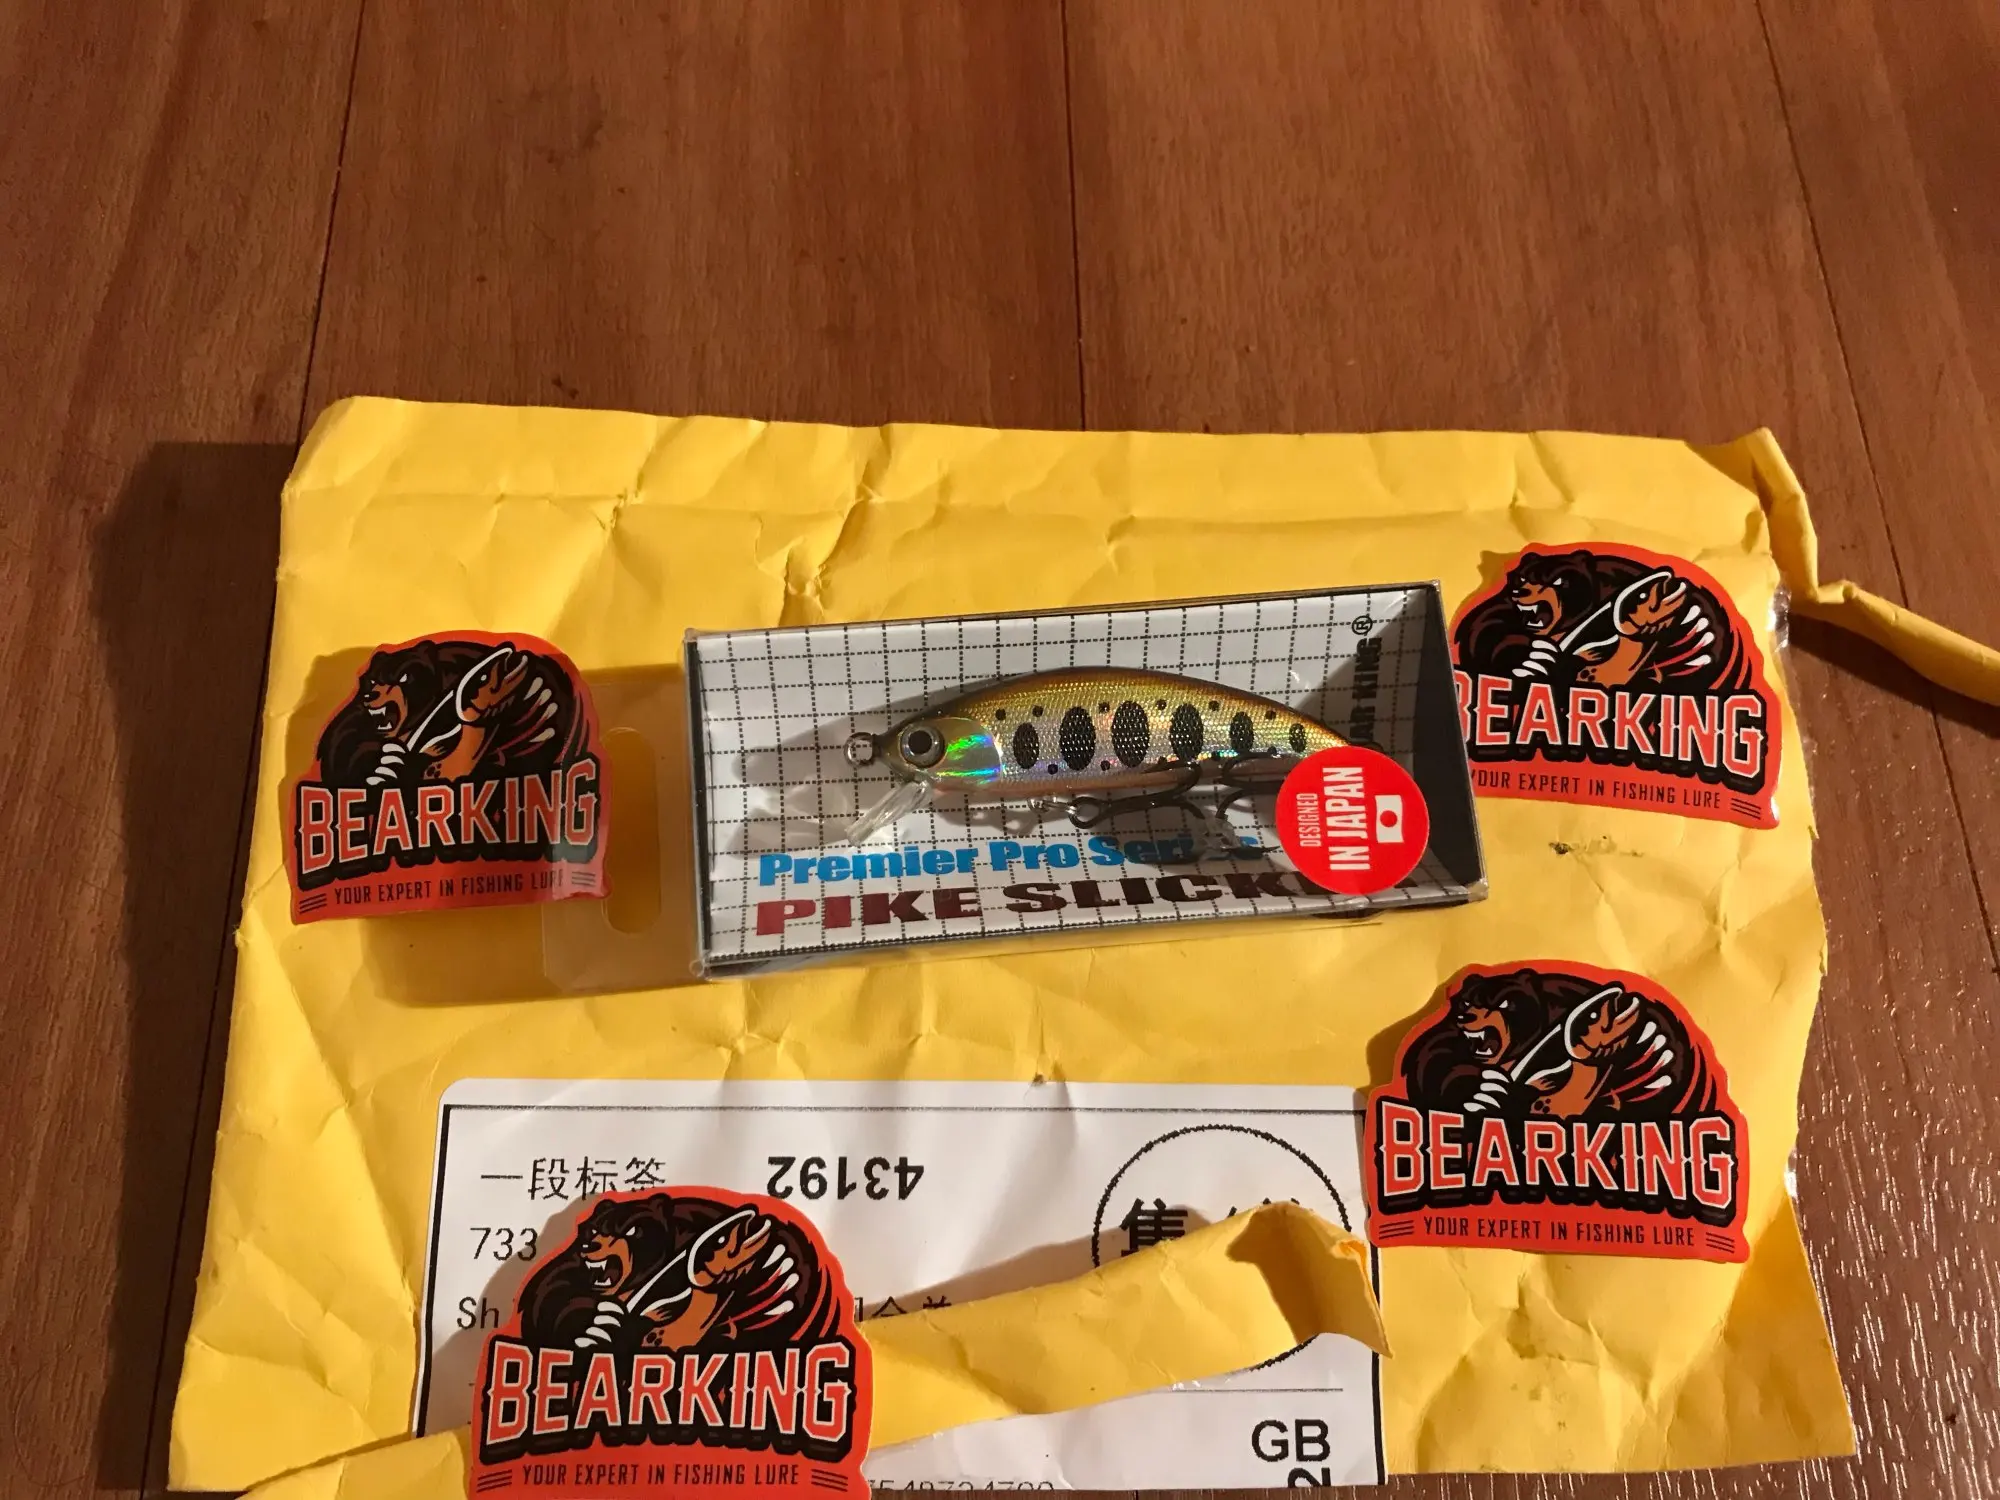 BEARKING
YOUR EXPERT IN FISHING LURE
KING®
Premier Pro Series
PIKE
DESIGNED
IN JAPAN
BEARKING
YOUR EXPERT IN FISHING LURE
BEARKING
YOUR EXPERT IN FISHING LURE
一段标签
43192
733
Sh
GB
BEARKING
YOUR EXPERT IN FISHING LURE